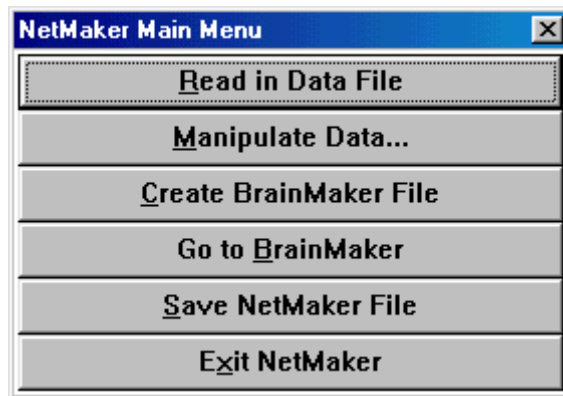 NetMaker Main Menu
Read in Data File
Manipulate Data...
Create BrainMaker File
Go to BrainMaker
Save NetMaker File
Exit NetMaker